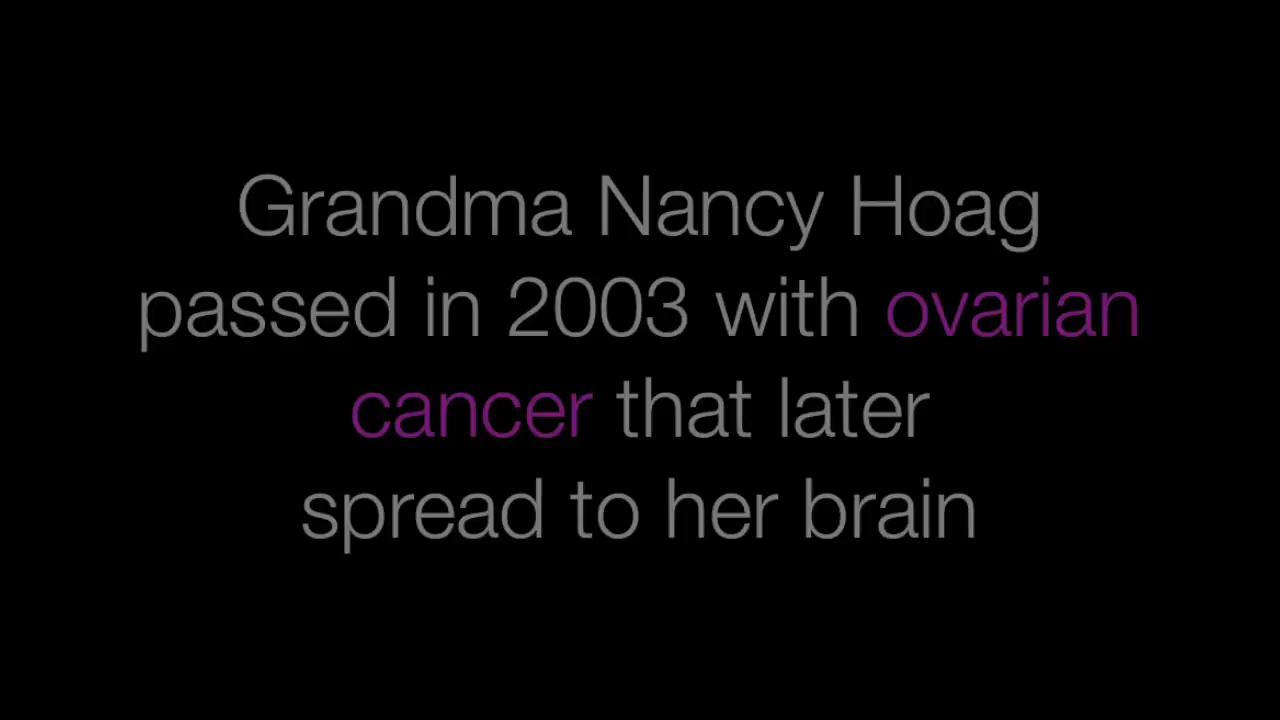 Grandma Nancy Hoag
passed in 2003 with ovarian
cancer that later
spread to her brain